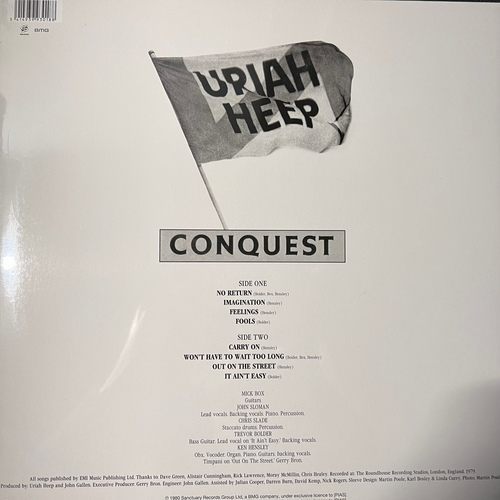 BMG
URIAH
HEEP
CONQUEST
SIDE ONE
NO RETURN (Bolder, Box, Hensley)
IMAGINATION (Hensley)
FEELINGS (Hensley)
FOOLS (Bolder)
SIDE TWO
CARRY ON (Hensley)
WON'T HAVE TO WAIT TOO LONG (Bolder, Box, Hensley)
OUT ON THE STREET (Hensley)
IT AIN'T EASY (Bolder)
MICK BOX
Guitars.
JOHN SLOMAN
Lead vocals. Backing vocals. Piano. Percussion.
CHRIS SLADE
Staccato drums. Percussion.
TREVOR BOLDER
Bass Guitar. Lead vocal on 'It Ain't Easy'. Backing vocals.
KEN HENSLEY
Obx. Vocoder. Organ. Piano. Guitars. Backing vocals.
Timpani on 'Out On The Street'. Gerry Bron.
All songs published by EMI Music Publishing Ltd. Thanks to: Dave Green, Alistair Cunningham, Rick Lawrence, Moray McMillin, Chris Braley. Recorded at: The Roundhouse Recording Studios, London, England. 1979.
Produced by: Uriah Heep and John Gallen. Executive Producer: Gerry Bron. Engineer: John Gallen. Assisted by Julian Cooper, Darren Burn, David Kemp, Nick Rogers. Sleeve Design: Martin Poole, Karl Bosley & Linda Curry. Photo: Martin
© 1980 Sanctuary Records Group Ltd, a BMG company, under exclusive licence to [PIAS].